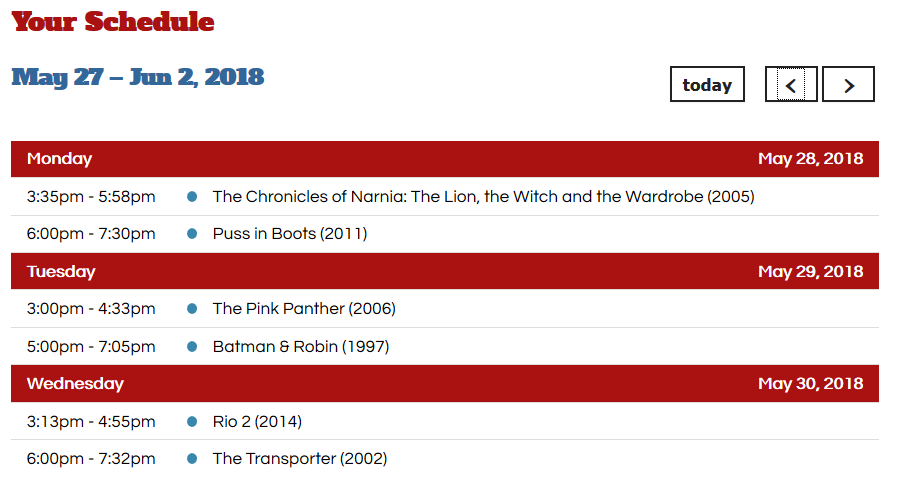 Your Schedule
May 27 – Jun 2, 2018
today < >
Monday May 28, 2018
3:35pm - 5:58pm The Chronicles of Narnia: The Lion, the Witch and the Wardrobe (2005)
6:00pm - 7:30pm Puss in Boots (2011)
Tuesday May 29, 2018
3:00pm - 4:33pm The Pink Panther (2006)
5:00pm - 7:05pm Batman & Robin (1997)
Wednesday May 30, 2018
3:13pm - 4:55pm Rio 2 (2014)
6:00pm - 7:32pm The Transporter (2002)